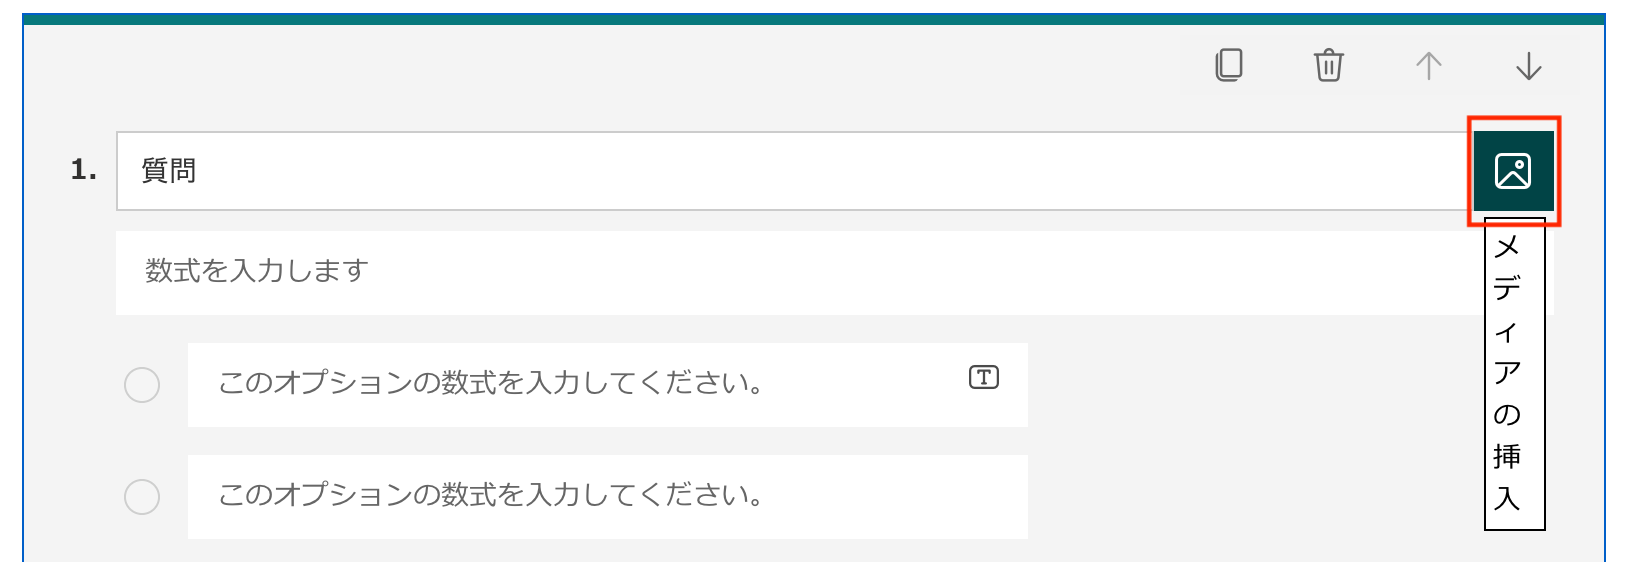 1.
質問
数式を入力します
このオプションの数式を入力してください。
T
このオプションの数式を入力してください。
メディアの挿入